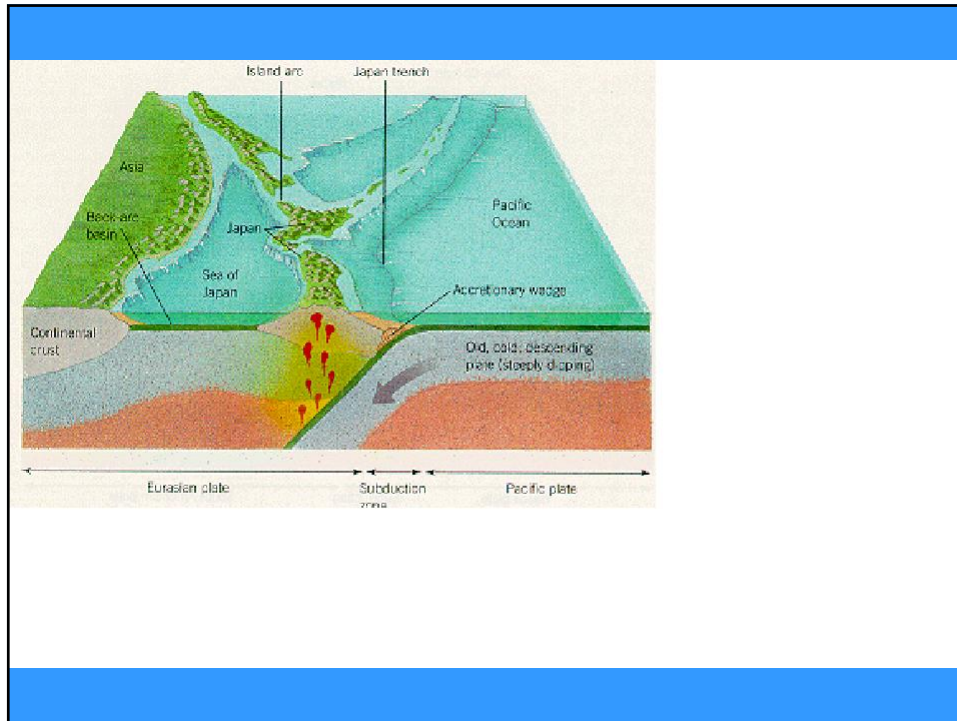 Island arc
Japan trench
Asia
Back-arc
basin
Japan
Pacific
Ocean
Sea of
Japan
Accretionary wedge
Continental
crust
Old, cold, descending
plate (steeply dipping)
Eurasian plate
Subduction
zone
Pacific plate